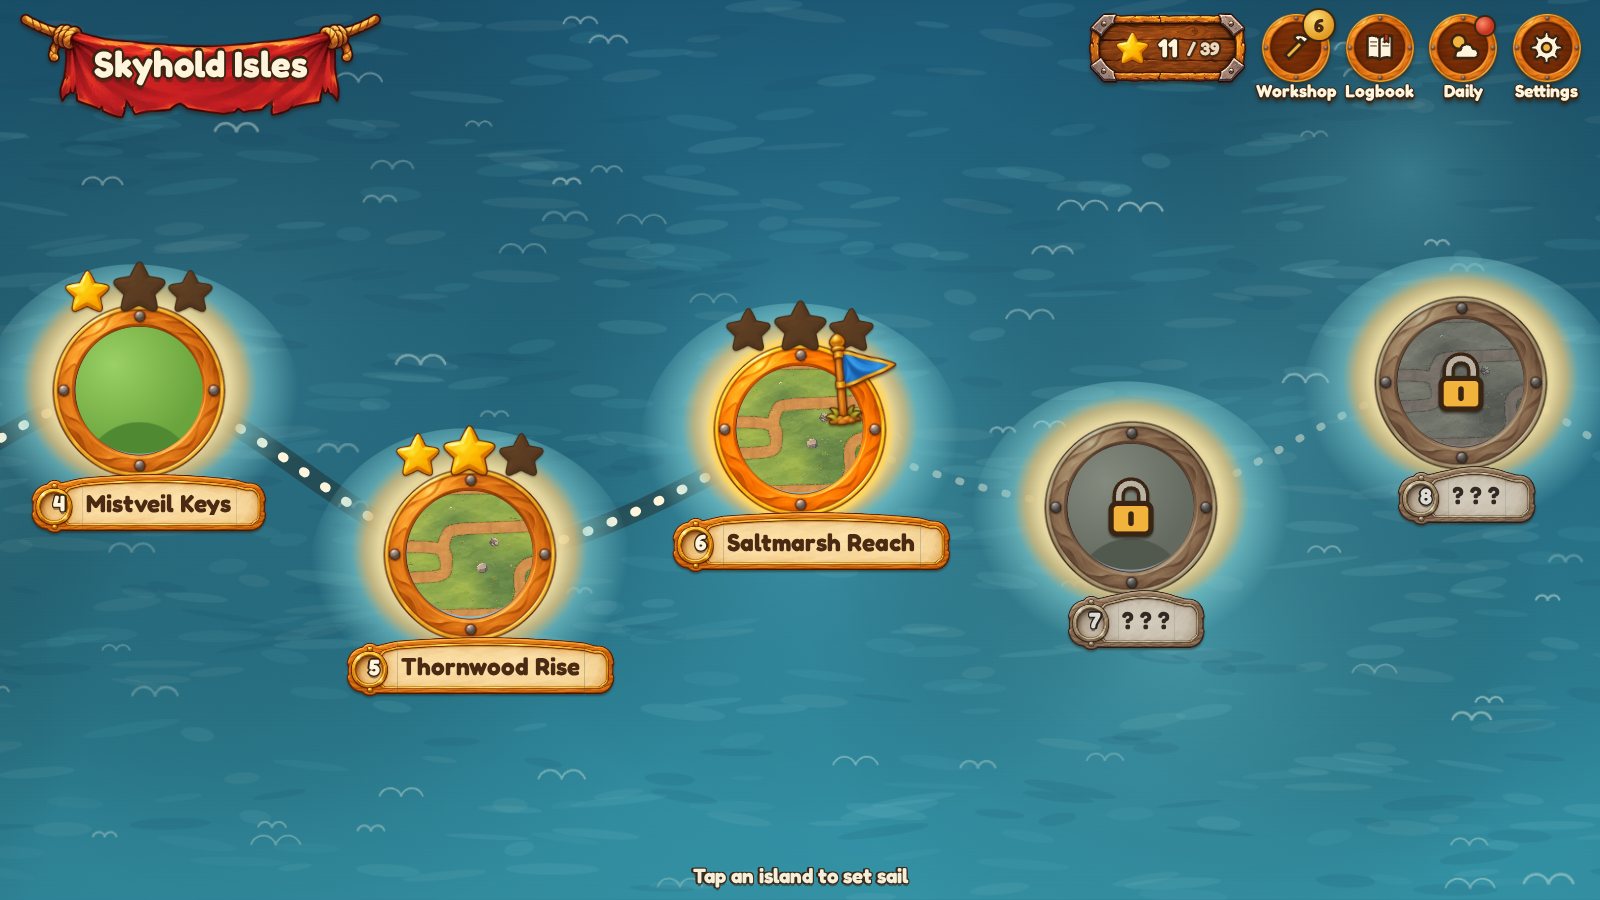 Skyhold Isles
11 / 39
6
Workshop
Logbook
Daily
Settings
4 Mistveil Keys
5 Thornwood Rise
6 Saltmarsh Reach
7 ???
8 ???
Tap an island to set sail